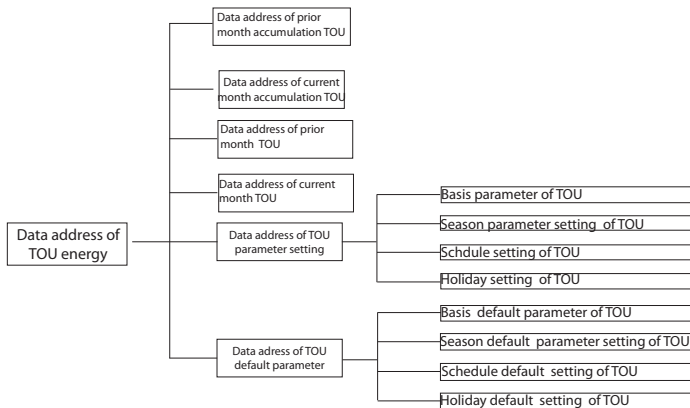 Data address of prior
month accumulation TOU
Data address of current
month accumulation TOU
Data address of prior
month TOU
Data address of current
month TOU
Data address of
TOU energy
Data address of TOU
parameter setting
Basis parameter of TOU
Season parameter setting of TOU
Schdule setting of TOU
Holiday setting of TOU
Data adress of TOU
default parameter
Basis default parameter of TOU
Season default parameter setting of TOU
Schedule default setting of TOU
Holiday default setting of TOU